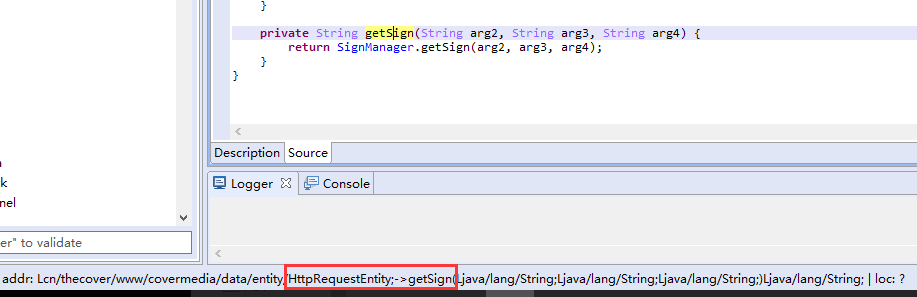 }
private String getSign(String arg2, String arg3, String arg4) {
return SignManager.getSign(arg2, arg3, arg4);
}
}
Description Source
k
nel
Logger Console
er" to validate
addr: Lcn/thecover/www/covermedia/data/entity/HttpRequestEntity;->getSign(Ljava/lang/String;Ljava/lang/String;Ljava/lang/String;)Ljava/lang/String; | loc: ?